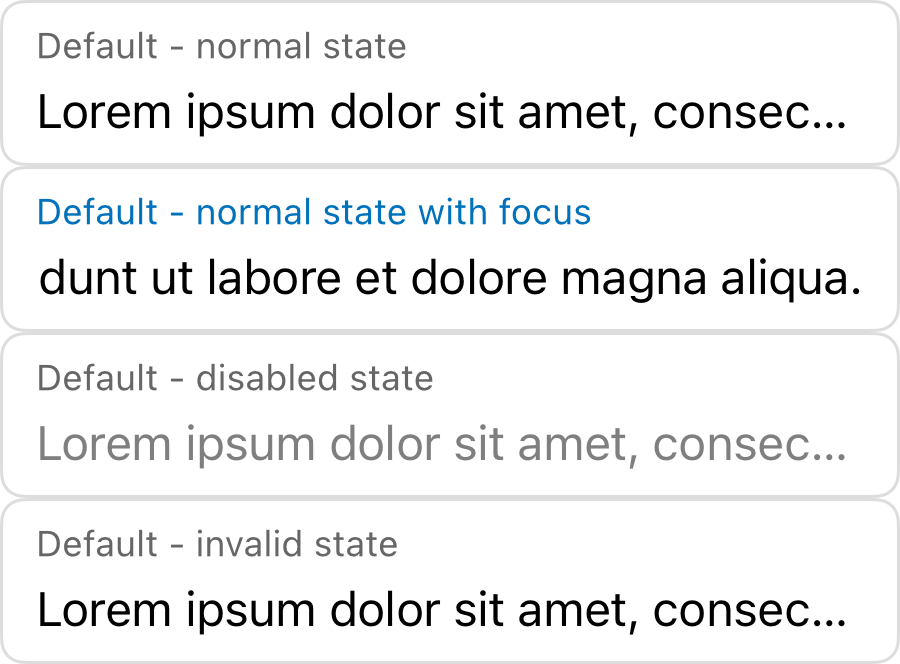 Default - normal state
Lorem ipsum dolor sit amet, consec...
Default - normal state with focus
dunt ut labore et dolore magna aliqua.
Default - disabled state
Lorem ipsum dolor sit amet, consec...
Default - invalid state
Lorem ipsum dolor sit amet, consec...